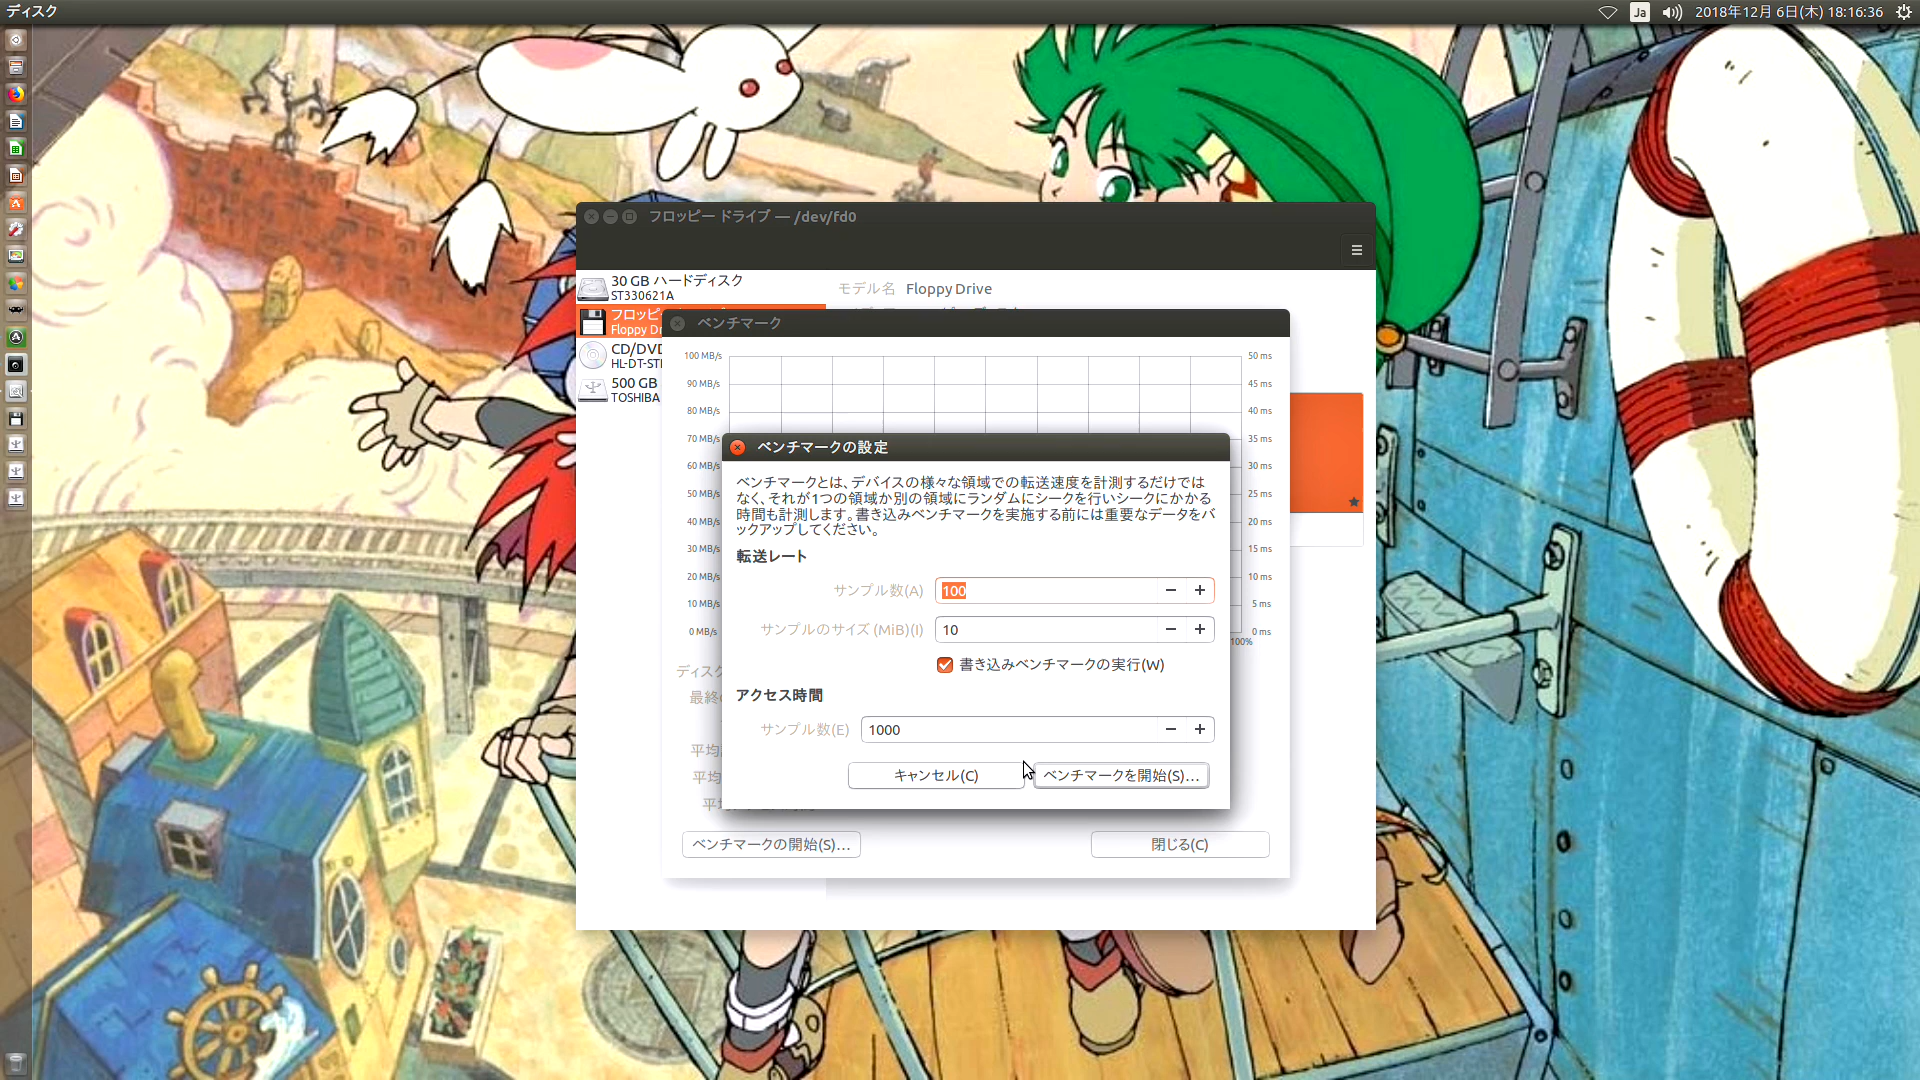 ディスク
Ja
2018年12月 6日(木) 18:16:36
フロッピー ドライブ — /dev/fd0
30 GB ハードディスク
ST330621A
モデル名 Floppy Drive
フロッピ
Floppy Dr
CD/DVD
HL-DT-ST
500 GB
TOSHIBA
ベンチマーク
100 MB/s
90 MB/s
80 MB/s
70 MB/s
60 MB/s
50 MB/s
40 MB/s
30 MB/s
20 MB/s
10 MB/s
0 MB/s
50 ms
45 ms
40 ms
35 ms
30 ms
25 ms
20 ms
15 ms
10 ms
5 ms
0 ms
100%
ディスク
最終
平均
平均
平均
ベンチマークの開始(S)…
閉じる(C)
ベンチマークの設定
ベンチマークとは、デバイスの様々な領域での転送速度を計測するだけでは
なく、それが1つの領域か別の領域にランダムにシークを行いシークにかかる
時間も計測します。書き込みベンチマークを実施する前には重要なデータをバ
ックアップしてください。
転送レート
サンプル数(A) 100
サンプルのサイズ (MiB)(I) 10
書き込みベンチマークの実行(W)
アクセス時間
サンプル数(E) 1000
キャンセル(C)
ベンチマークを開始(S)…